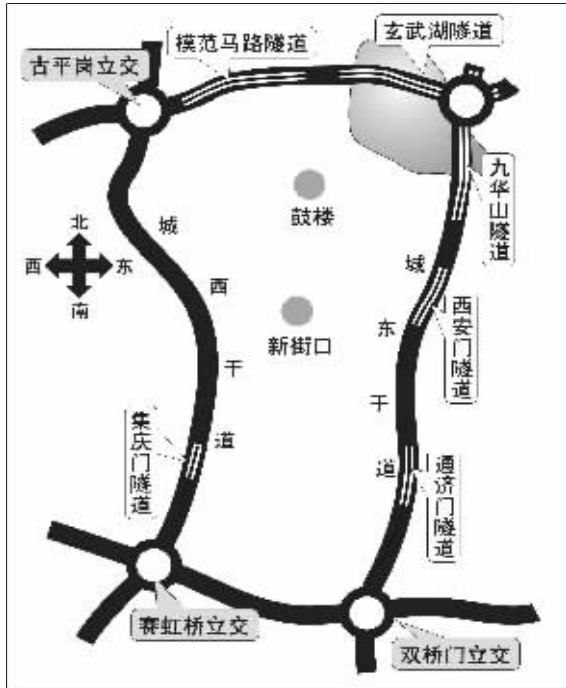 模范马路隧道
玄武湖隧道
古平岗立交
九华山隧道
鼓楼
城西干道
城东干道
北
西
东
南
西安门隧道
新街口
集庆门隧道
通济门隧道
赛虹桥立交
双桥门立交